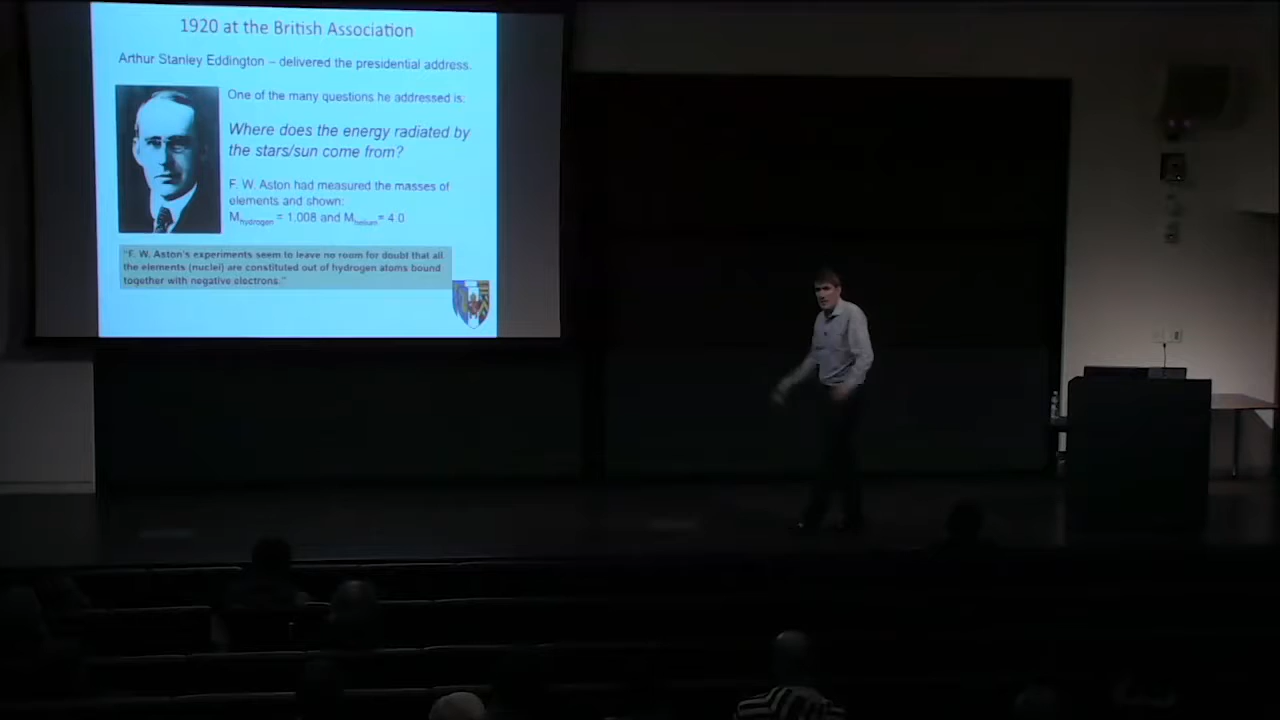 1920 at the British Association
Arthur Stanley Eddington – delivered the presidential address.
One of the many questions he addressed is:
Where does the energy radiated by
the stars/sun come from?
F. W. Aston had measured the masses of
elements and shown:
Mhydrogen = 1.008 and Mhelium= 4.0
"F. W. Aston's experiments seem to leave no room for doubt that all
the elements (nuclei) are constituted out of hydrogen atoms bound
together with negative electrons."